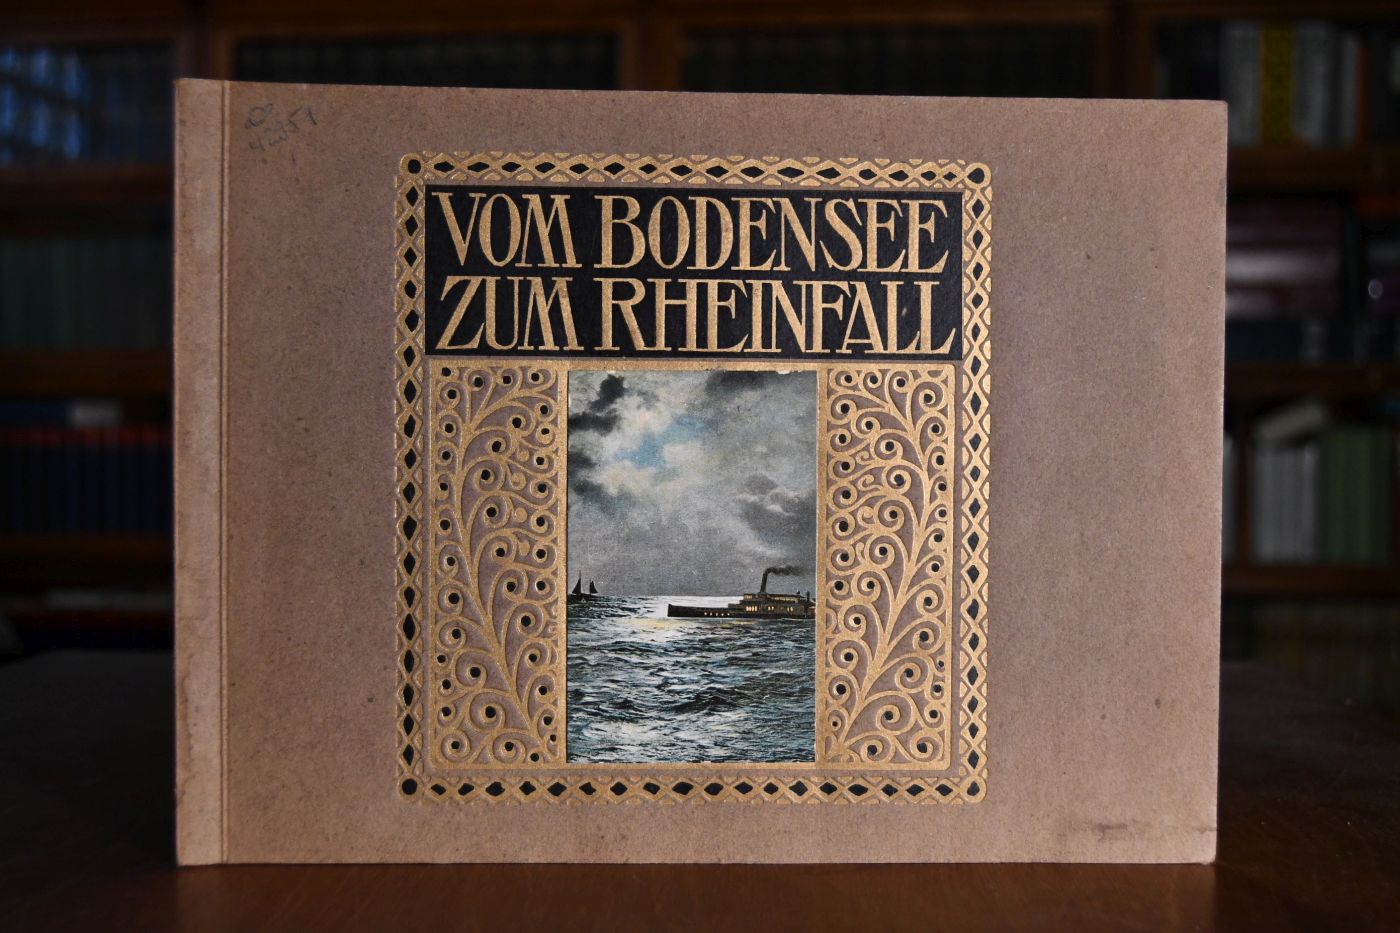 VOM BODENSEE
ZUM RHEINFALL